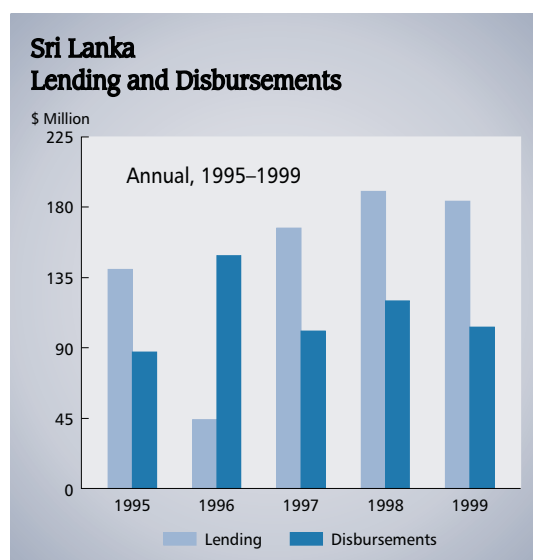 Sri Lanka
Lending and Disbursements
$ Million
225
Annual, 1995–1999
180
135
90
45
0
1995 1996 1997 1998 1999
Lending Disbursements